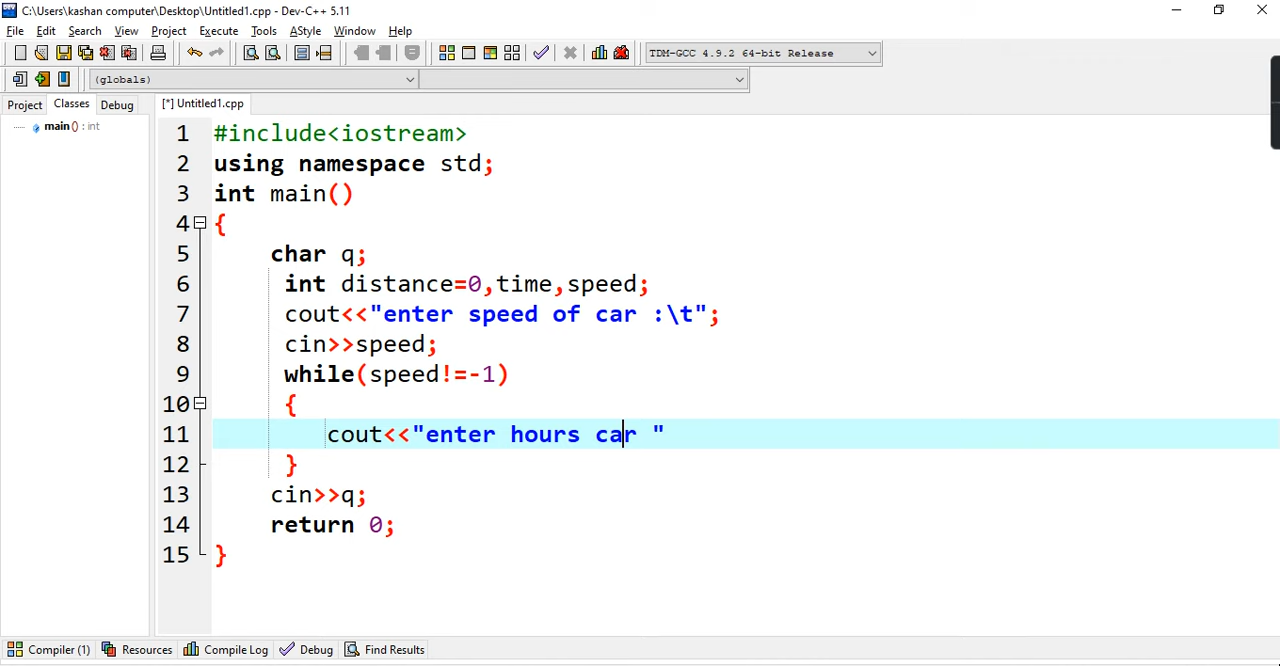 C:\Users\kashan computer\Desktop\Untitled1.cpp - Dev-C++ 5.11
File Edit Search View Project Execute Tools AStyle Window Help
TDM-GCC 4.9.2 64-bit Release
(globals)
Project Classes Debug [*] Untitled1.cpp
main () : int
1 #include<iostream>
2 using namespace std;
3 int main()
4 {
5 char q;
6 int distance=0,time,speed;
7 cout<<"enter speed of car :\t";
8 cin>>speed;
9 while(speed!=-1)
10 {
11 cout<<"enter hours car "
12 }
13 cin>>q;
14 return 0;
15 }
Compiler (1) Resources Compile Log Debug Find Results